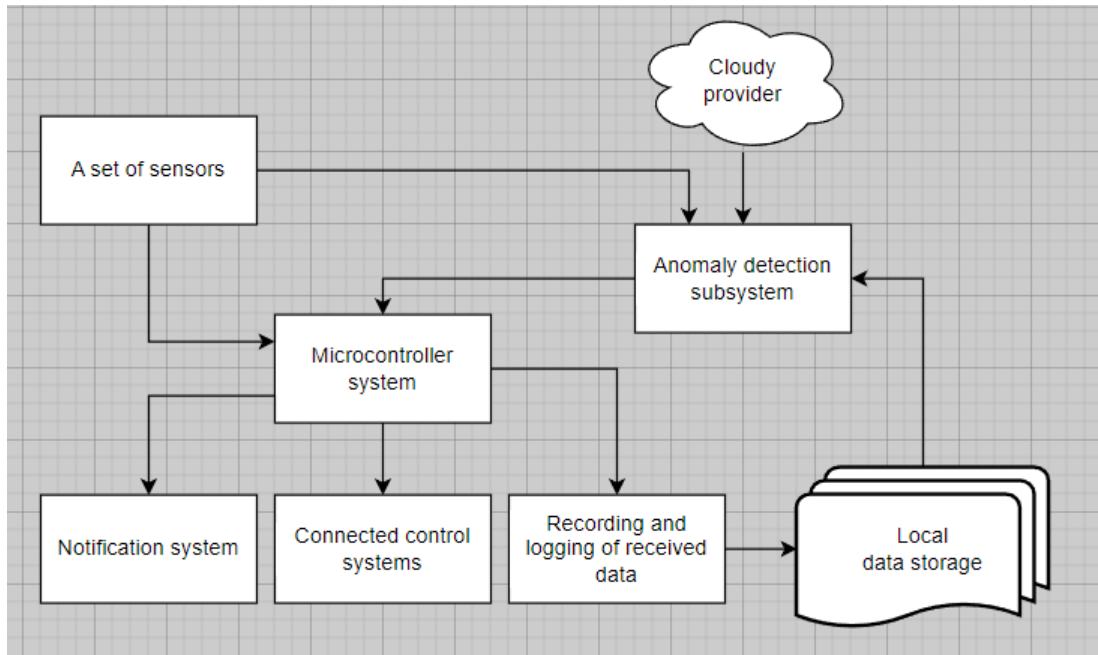 Cloudy
provider
A set of sensors
Anomaly detection
subsystem
Microcontroller
system
Notification system
Connected control
systems
Recording and
logging of received
data
Local
data storage